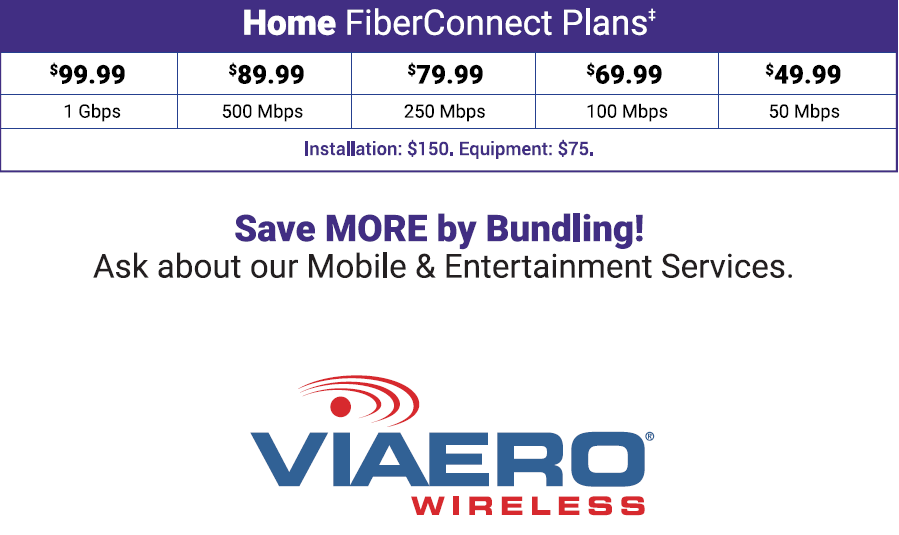 Home FiberConnect Plans‡
$99.99 $89.99 $79.99 $69.99 $49.99
1 Gbps 500 Mbps 250 Mbps 100 Mbps 50 Mbps
Installation: $150. Equipment: $75.
Save MORE by Bundling!
Ask about our Mobile & Entertainment Services.
VIAERO®
WIRELESS